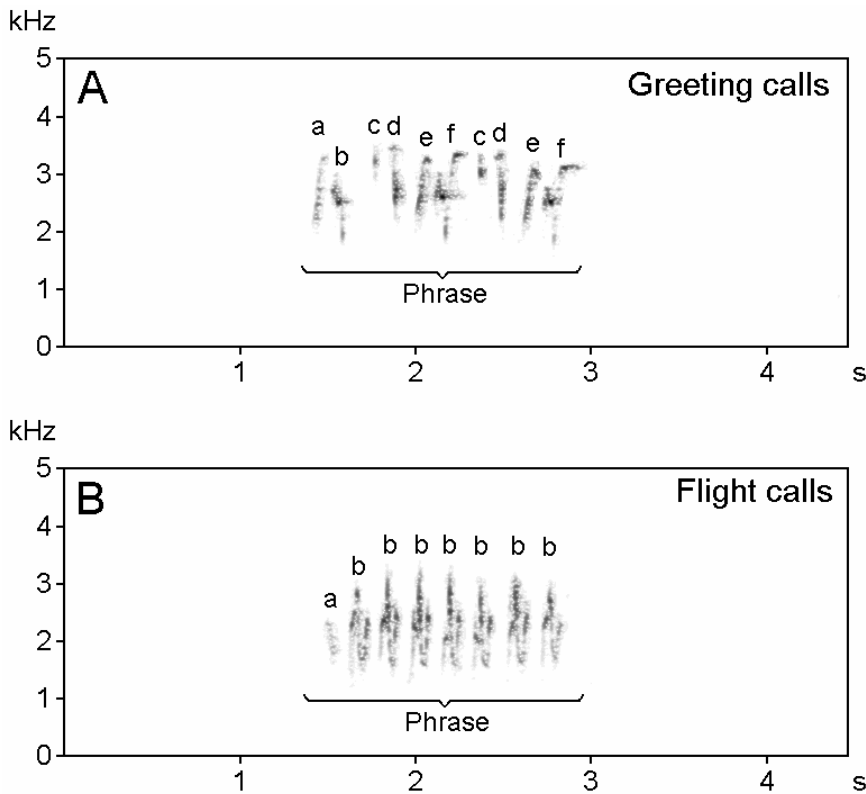 kHz
5
A
Greeting calls
4
a b c d e f c d e f
3
2
1
Phrase
0
1 2 3 4 s
kHz
5
B
Flight calls
4
a b b b b b b b
3
2
1
Phrase
0
1 2 3 4 s